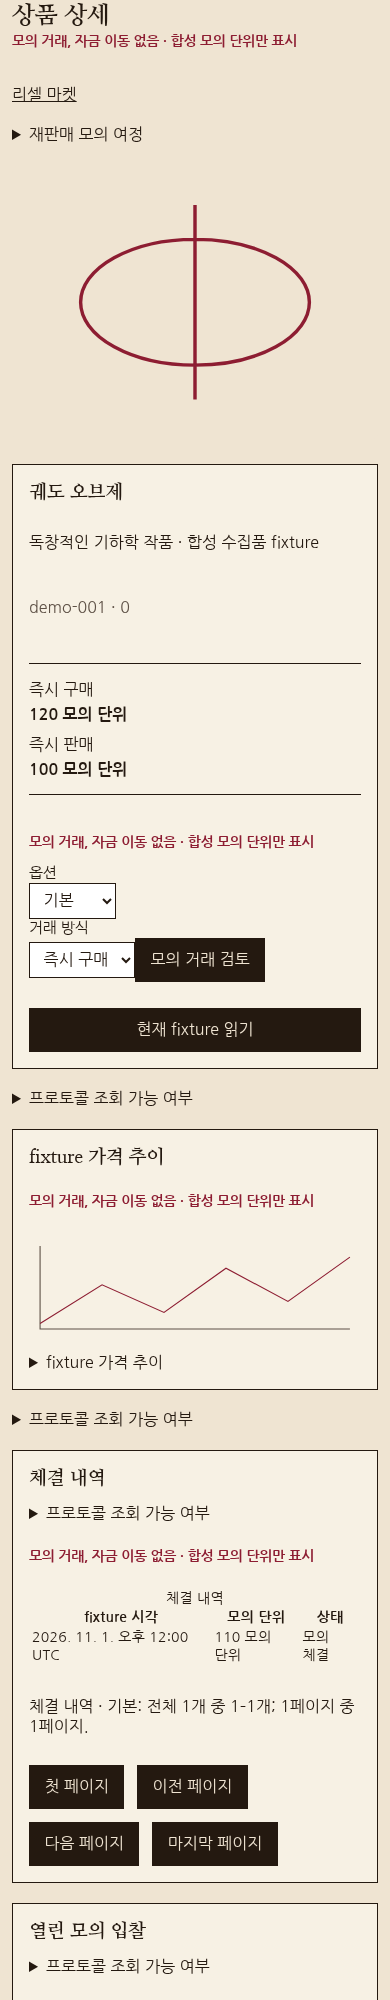 상품 상세
모의 거래, 자금 이동 없음 · 합성 모의 단위만 표시
리셀 마켓
▶ 재판매 모의 여정
궤도 오브제
독창적인 기하학 작품 · 합성 수집품 fixture
demo-001 · 0
즉시 구매
120 모의 단위
즉시 판매
100 모의 단위
모의 거래, 자금 이동 없음 · 합성 모의 단위만 표시
옵션
기본
거래 방식
즉시 구매 모의 거래 검토
현재 fixture 읽기
▶ 프로토콜 조회 가능 여부
fixture 가격 추이
모의 거래, 자금 이동 없음 · 합성 모의 단위만 표시
▶ fixture 가격 추이
▶ 프로토콜 조회 가능 여부
체결 내역
▶ 프로토콜 조회 가능 여부
모의 거래, 자금 이동 없음 · 합성 모의 단위만 표시
체결 내역
fixture 시각 모의 단위 상태
2026. 11. 1. 오후 12:00 110 모의 모의
UTC 단위 체결
체결 내역 · 기본: 전체 1개 중 1–1개; 1페이지 중
1페이지.
첫 페이지 이전 페이지
다음 페이지 마지막 페이지
열린 모의 입찰
▶ 프로토콜 조회 가능 여부